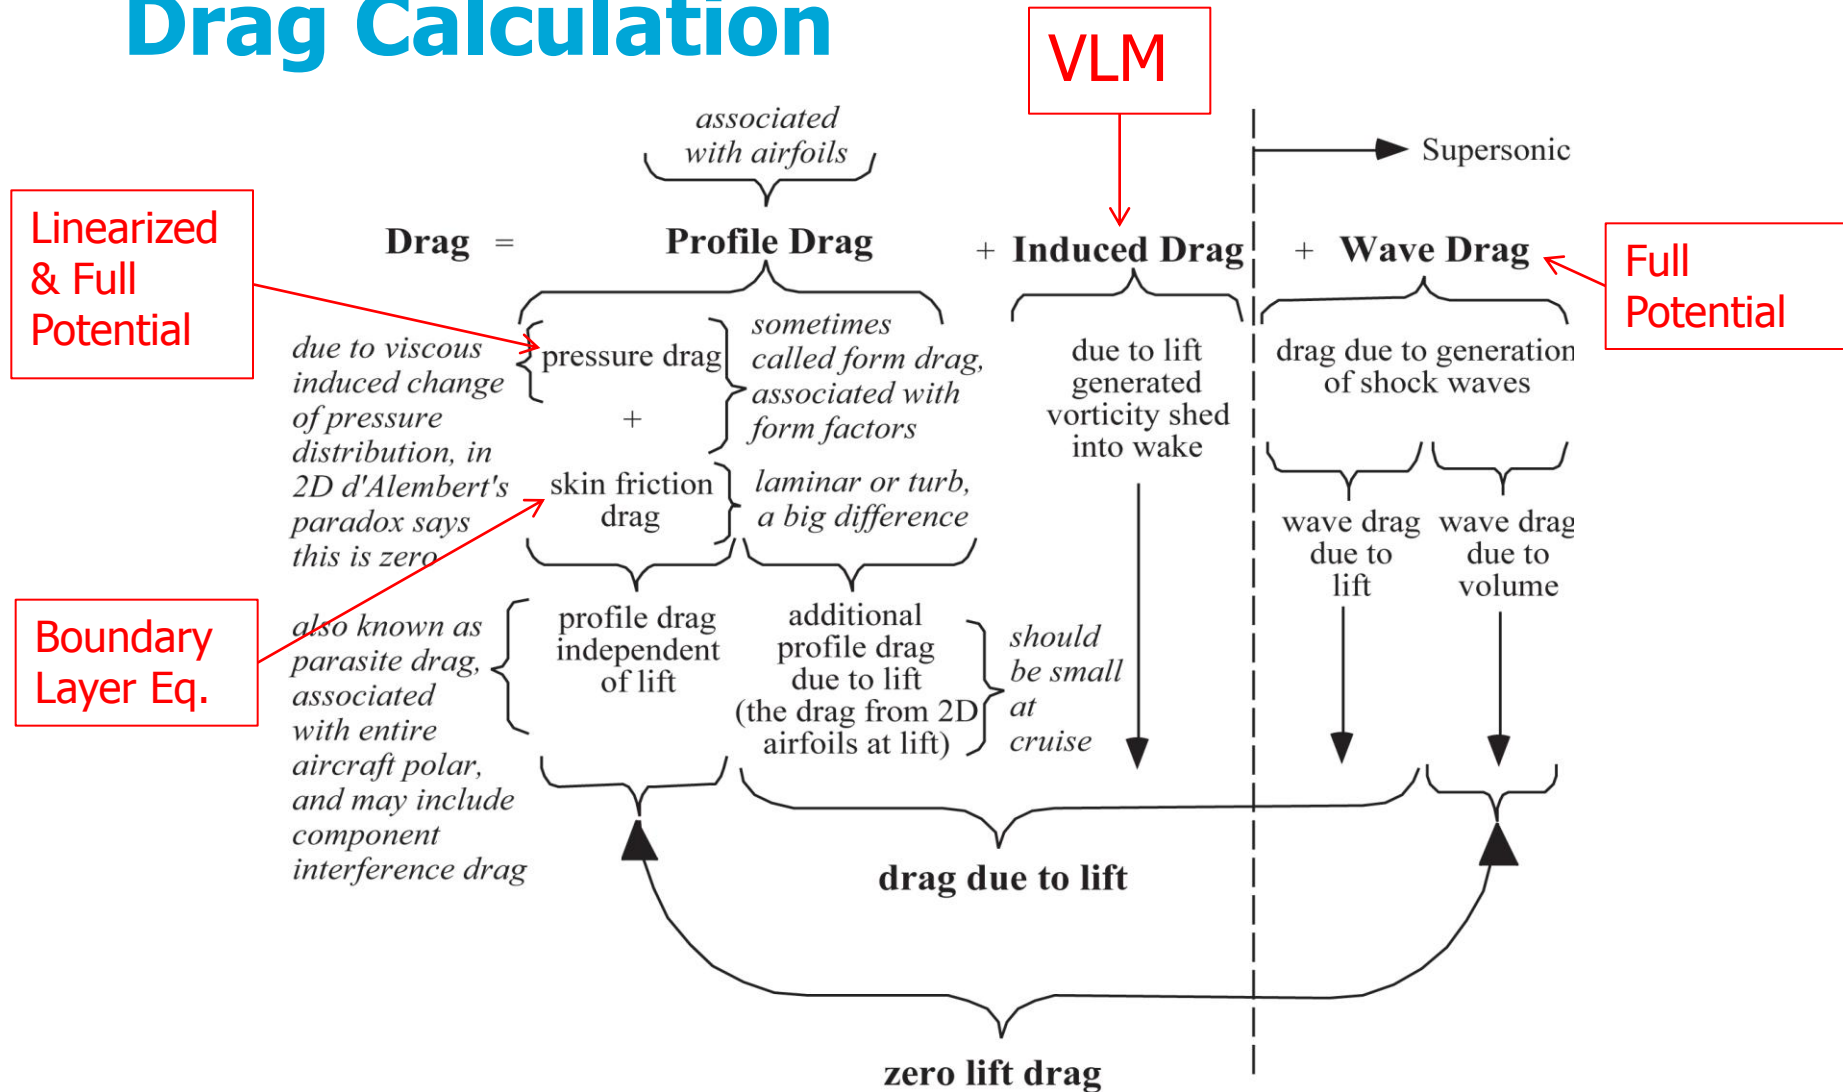 Drag Calculation
VLM
associated
with airfoils
Supersonic
Linearized
& Full
Potential
Drag = Profile Drag + Induced Drag + Wave Drag
Full
Potential
due to viscous
induced change
of pressure
distribution, in
2D d'Alembert's
paradox says
this is zero
pressure drag
+
skin friction
drag
sometimes
called form drag,
associated with
form factors
laminar or turb,
a big difference
due to lift
generated
vorticity shed
into wake
drag due to generation
of shock waves
wave drag
due to
lift
wave drag
due to
volume
Boundary
Layer Eq.
also known as
parasite drag,
associated
with entire
aircraft polar,
and may include
component
interference drag
profile drag
independent
of lift
additional
profile drag
due to lift
(the drag from 2D
airfoils at lift)
should
be small
at
cruise
drag due to lift
zero lift drag